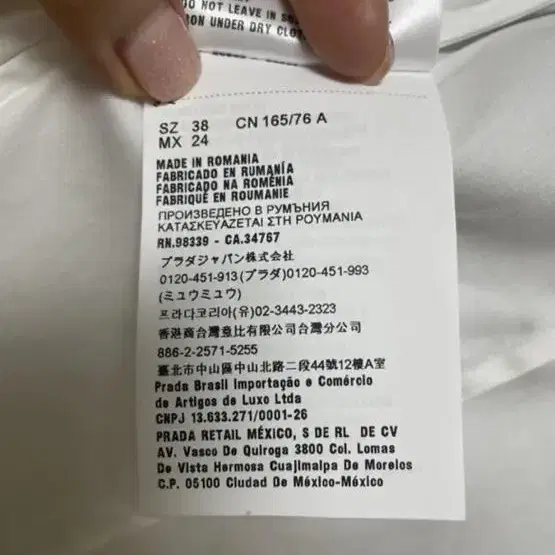 DO NOT LEAVE IN
IRON UNDER DRY
SZ 38 CN 165/76 A
MX 24
MADE IN ROMANIA
FABRICADO EN RUMANÍA
FABRICADO NA ROMÊNIA
FABRIQUÉ EN ROUMANIE
ПРОИЗВЕДЕНО В РУМЪНИЯ
ΚΑΤΑΣΚΕΥΑΖΕΤΑΙ ΣΤΗ ΡΟΥΜΑΝΙΑ
RN.98339 - CA.34767
プラダジャパン株式会社
0120-451-913(プラダ)0120-451-993
(ミュウミュウ)
프라다코리아(유)02-3443-2323
香港商台灣普比有限公司台灣分公司
886-2-2571-5255
臺北市中山區中山北路二段44號12樓A室
Prada Brasil Importação e Comércio
de Artigos de Luxo Ltda
CNPJ 13.633.271/0001-26
PRADA RETAIL MÉXICO, S DE RL DE CV
AV. Vasco De Quiroga 3800 Col. Lomas
De Vista Hermosa Cuajimalpa De Morelos
C.P. 05100 Ciudad De México-México